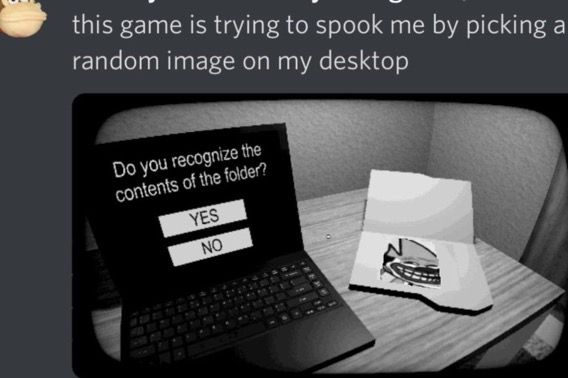 this game is trying to spook me by picking a
random image on my desktop
Do you recognize the
contents of the folder?
YES
NO